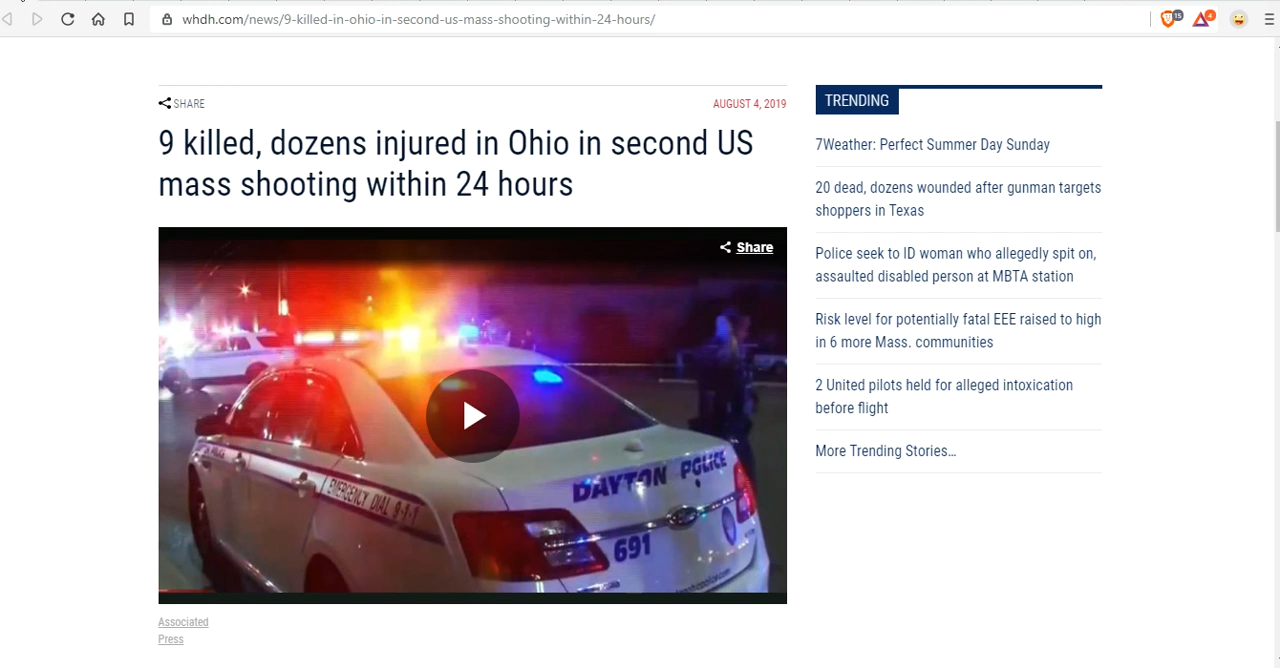 whdh.com/news/9-killed-in-ohio-in-second-us-mass-shooting-within-24-hours/
15
4
SHARE
AUGUST 4, 2019
9 killed, dozens injured in Ohio in second US
mass shooting within 24 hours
Share
EMERGENCY DIAL 9-1-1
DAYTON POLICE
691
Associated
Press
TRENDING
7Weather: Perfect Summer Day Sunday
20 dead, dozens wounded after gunman targets
shoppers in Texas
Police seek to ID woman who allegedly spit on,
assaulted disabled person at MBTA station
Risk level for potentially fatal EEE raised to high
in 6 more Mass. communities
2 United pilots held for alleged intoxication
before flight
More Trending Stories…